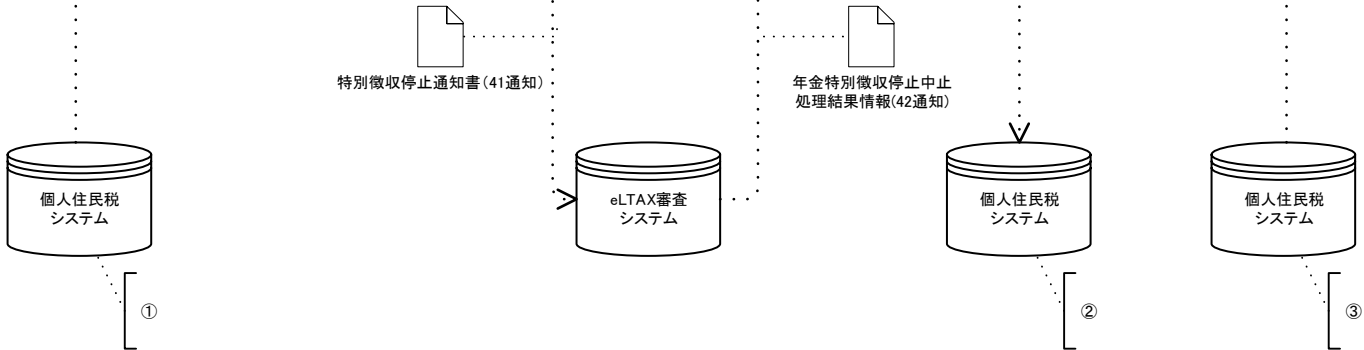 特別徴収停止通知書(41通知)
年金特別徴収停止中止
処理結果情報(42通知)
個人住民税
システム
eLTAX審査
システム
個人住民税
システム
個人住民税
システム
①
②
③